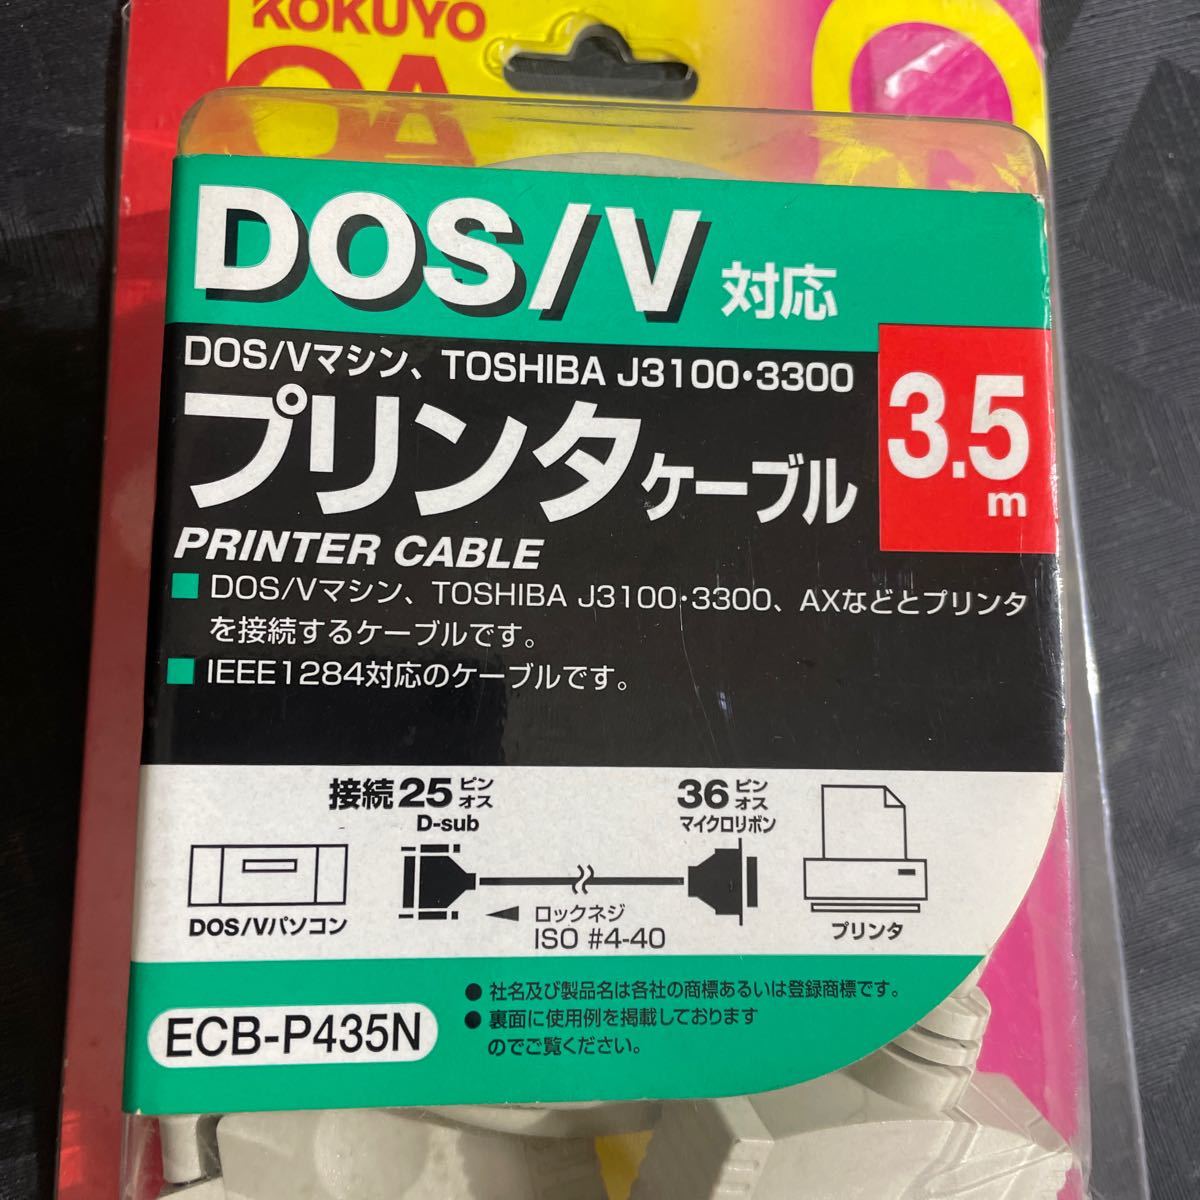 KOKUYO
OA
DOS/V 対応
DOS/Vマシン、TOSHIBA J3100・3300
プリンタケーブル
3.5
m
PRINTER CABLE
■ DOS/Vマシン、TOSHIBA J3100・3300、AXなどとプリンタ
を接続するケーブルです。
■ IEEE1284対応のケーブルです。
接続 25 ピン オス
D-sub
36 ピン オス
マイクロリボン
DOS/Vパソコン
ロックネジ
ISO #4-40
プリンタ
ECB-P435N
● 社名及び製品名は各社の商標あるいは登録商標です。
● 裏面に使用例を掲載しております
のでご覧ください。